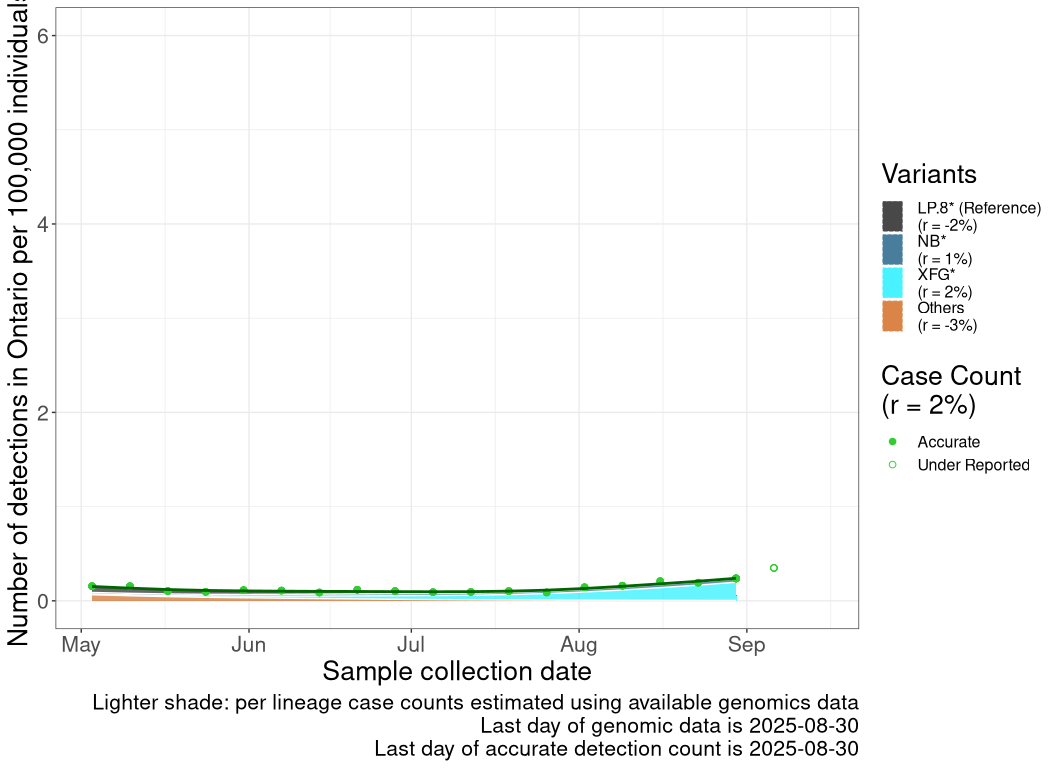 Number of detections in Ontario per 100,000 individuals
6
4
2
0
May Jun Jul Aug Sep
Sample collection date
Lighter shade: per lineage case counts estimated using available genomics data
Last day of genomic data is 2025-08-30
Last day of accurate detection count is 2025-08-30
Variants
LP.8* (Reference)
(r = -2%)
NB*
(r = 1%)
XFG*
(r = 2%)
Others
(r = -3%)
Case Count
(r = 2%)
Accurate
Under Reported